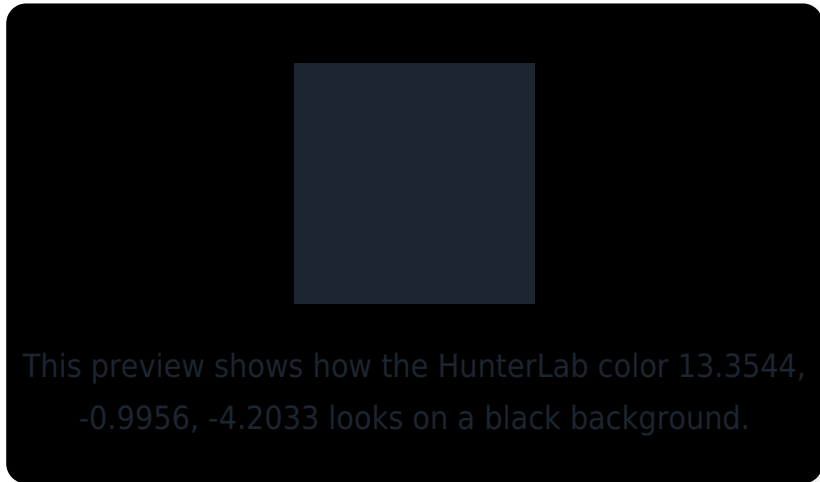 This preview shows how the HunterLab color 13.3544,
-0.9956, -4.2033 looks on a black background.